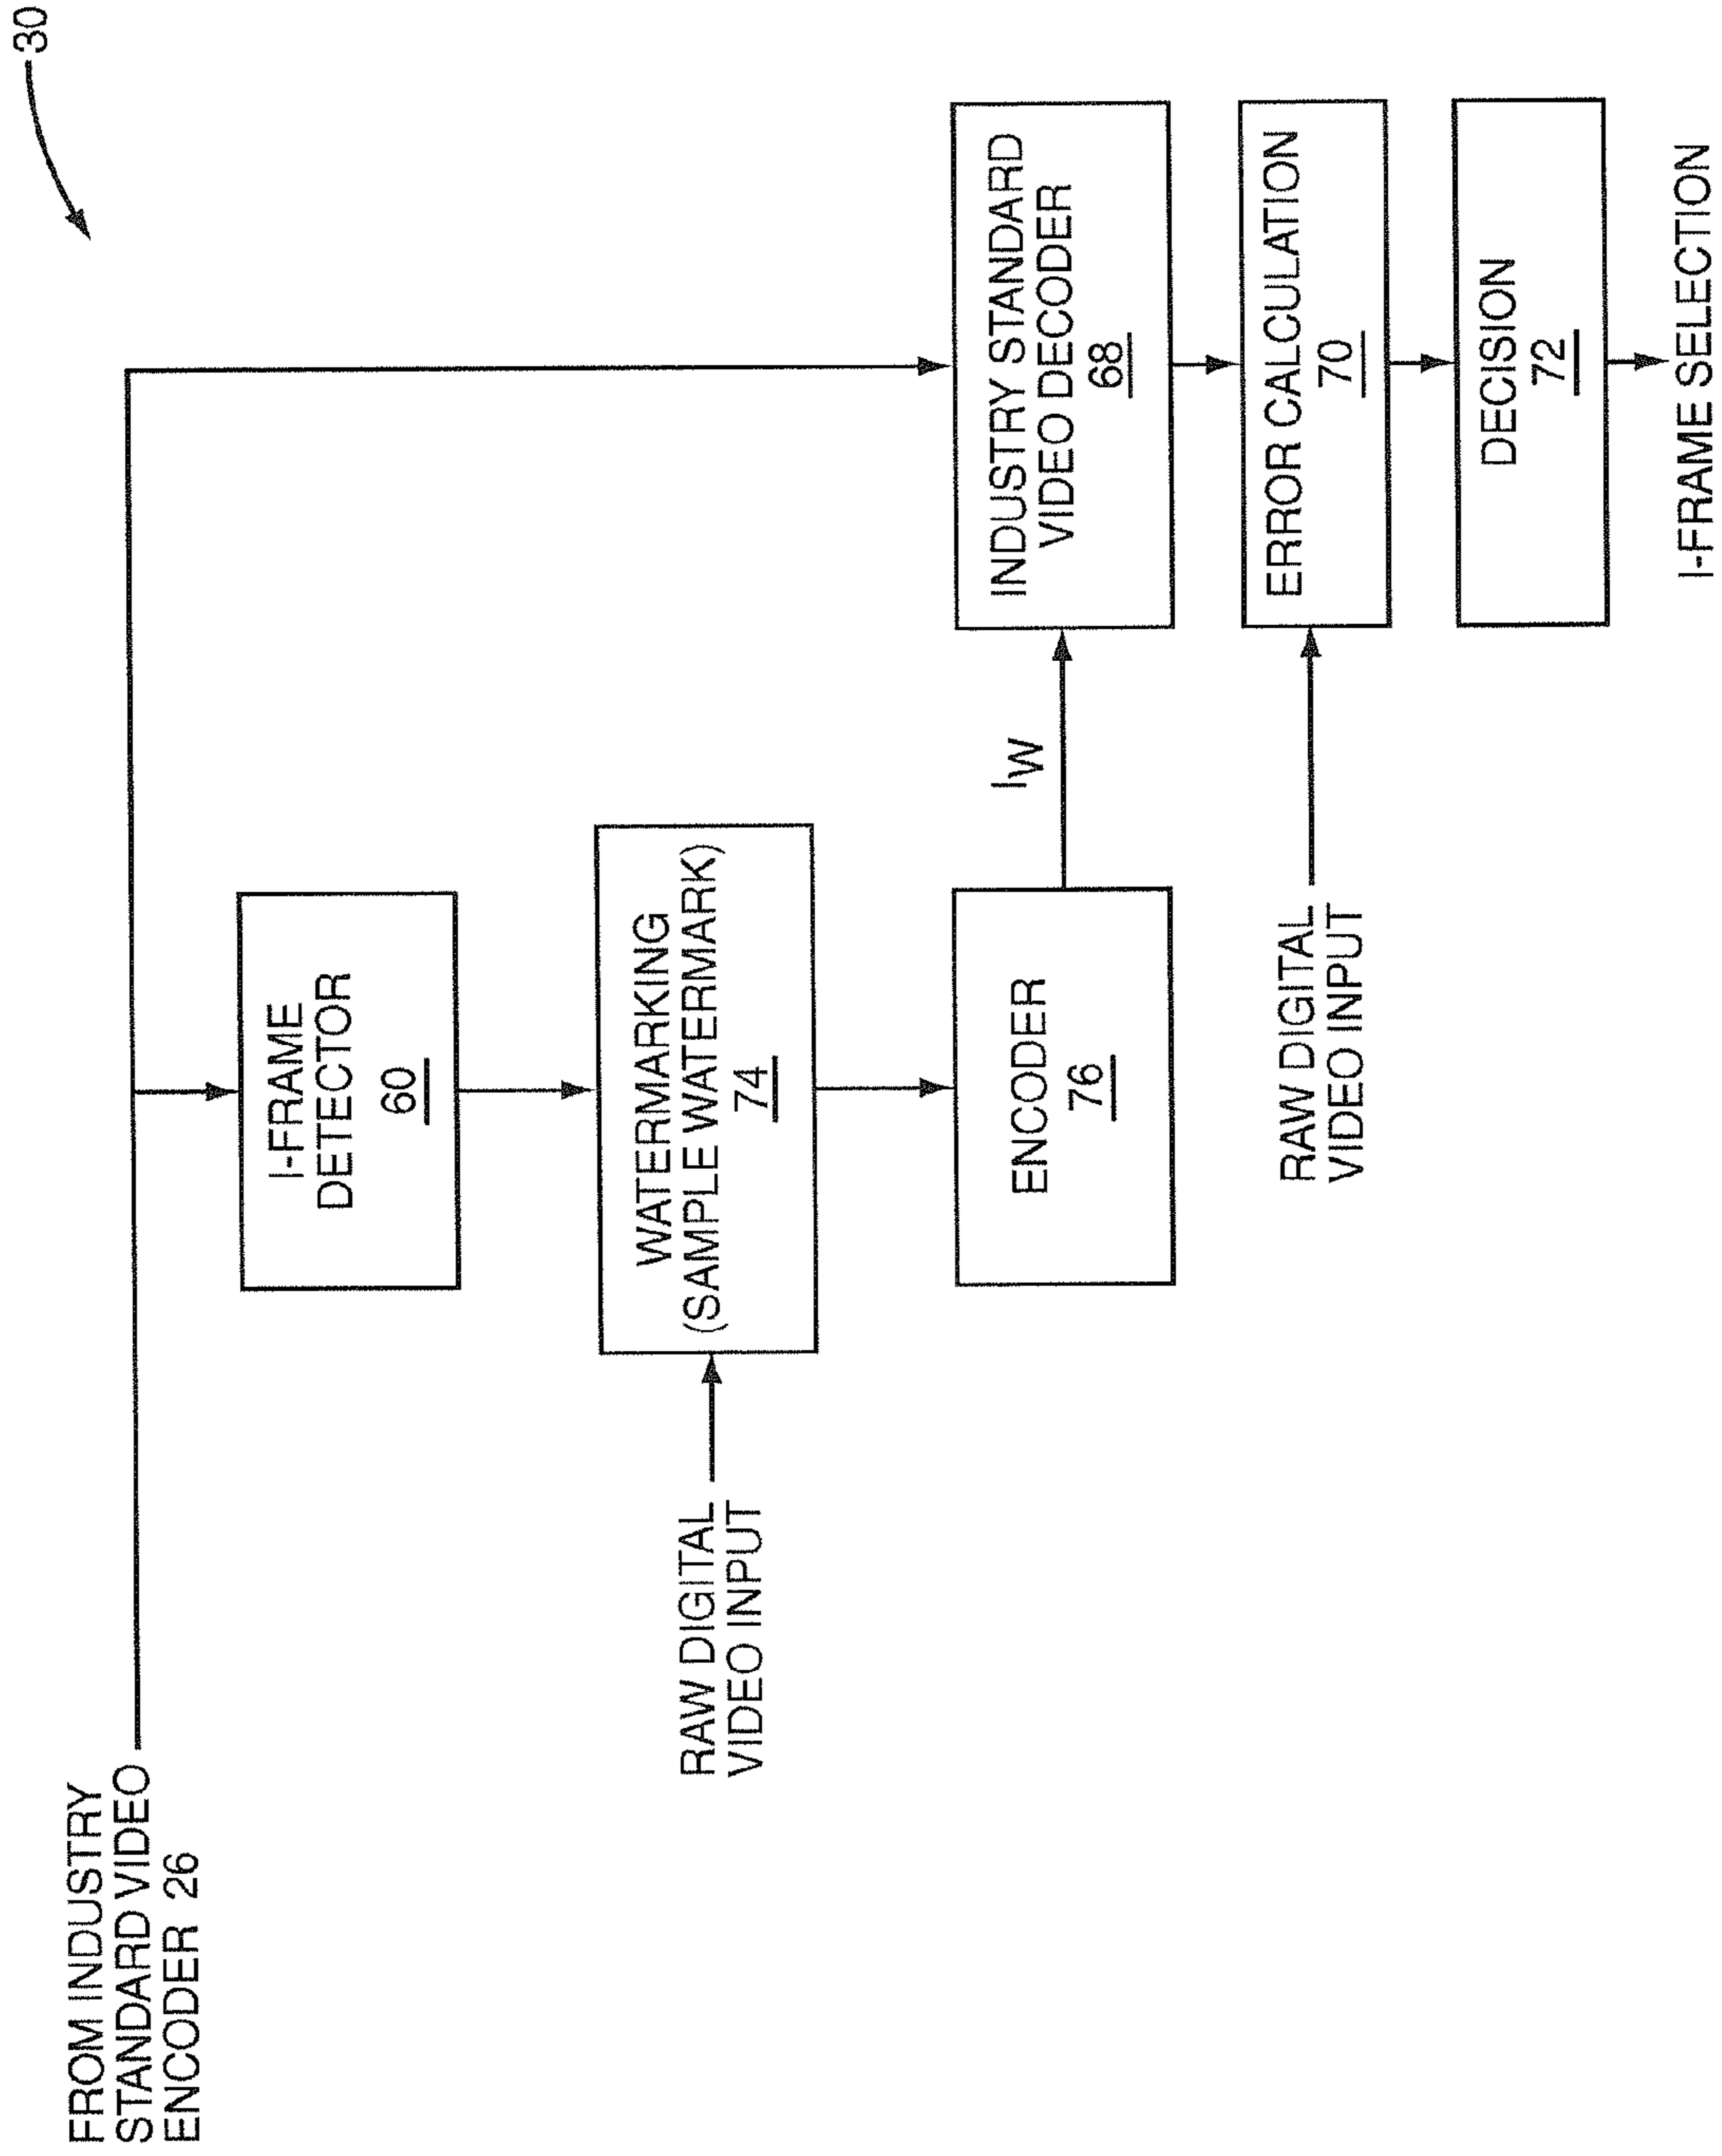 30
FROM INDUSTRY
STANDARD VIDEO
ENCODER 26
I-FRAME
DETECTOR
60
RAW DIGITAL
VIDEO INPUT
WATERMARKING
(SAMPLE WATERMARK)
74
ENCODER
76
IW
INDUSTRY STANDARD
VIDEO DECODER
68
RAW DIGITAL
VIDEO INPUT
ERROR CALCULATION
70
DECISION
72
I-FRAME SELECTION